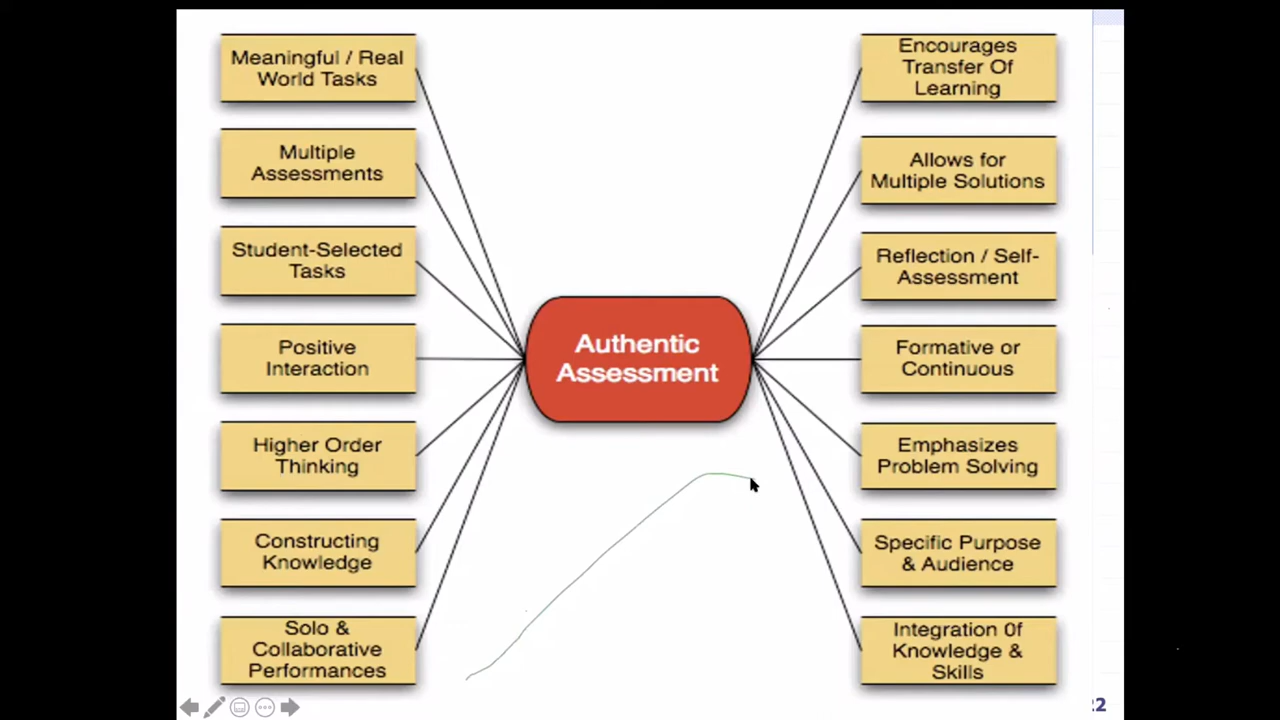 Meaningful / Real
World Tasks
Multiple
Assessments
Student-Selected
Tasks
Positive
Interaction
Higher Order
Thinking
Constructing
Knowledge
Solo &
Collaborative
Performances
Authentic
Assessment
Encourages
Transfer Of
Learning
Allows for
Multiple Solutions
Reflection / Self-
Assessment
Formative or
Continuous
Emphasizes
Problem Solving
Specific Purpose
& Audience
Integration 0f
Knowledge &
Skills
22